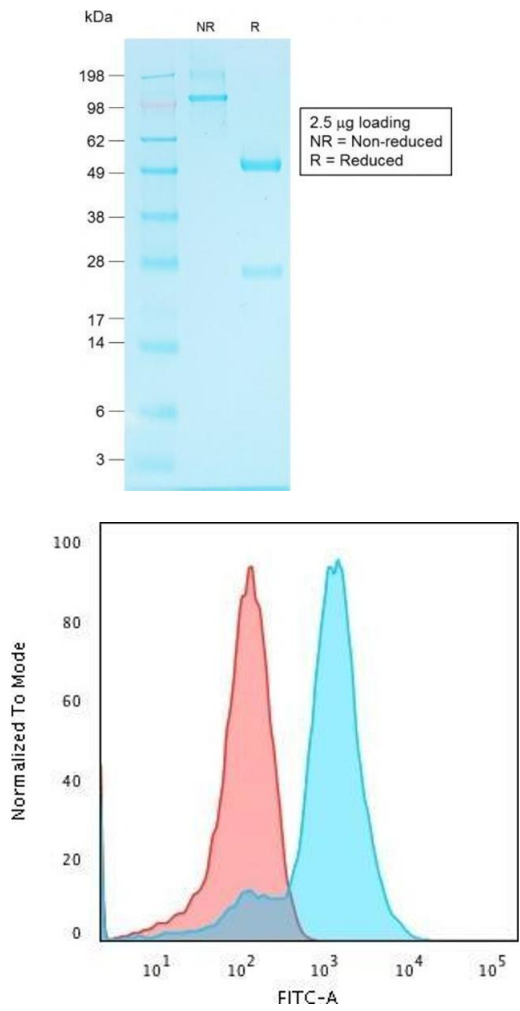 kDa
NR R
198
98
62
49
38
28
17
14
6
3
2.5 µg loading
NR = Non-reduced
R = Reduced
100
80
60
40
20
0
Normalized To Mode
10¹ 10² 10³ 10⁴ 10⁵
FITC-A